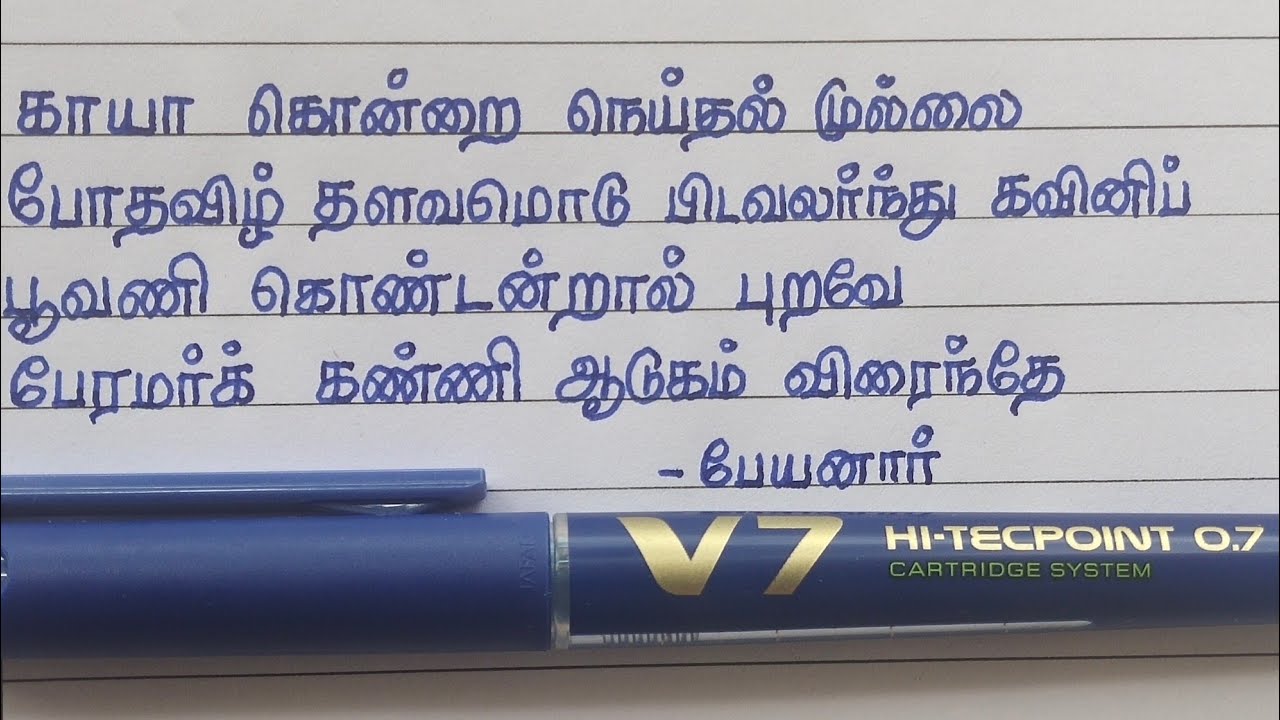 காயா கொன்றை நெய்தல் முல்லை
போதவிழ் தளவமொடு பிடவலர்ந்து கவினிப்
பூவணி கொண்டன்றால் புறவே
பேரமர்க் கண்ணி ஆடுகம் விரைந்தே
- பேயனார்
V7 HI-TECPOINT 0.7
CARTRIDGE SYSTEM